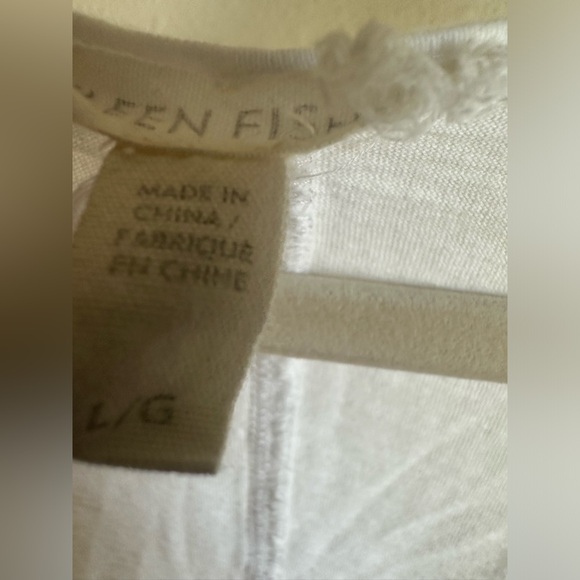 EEN FISH
MADE IN
CHINA /
FABRIQUE
EN CHINE
L/G